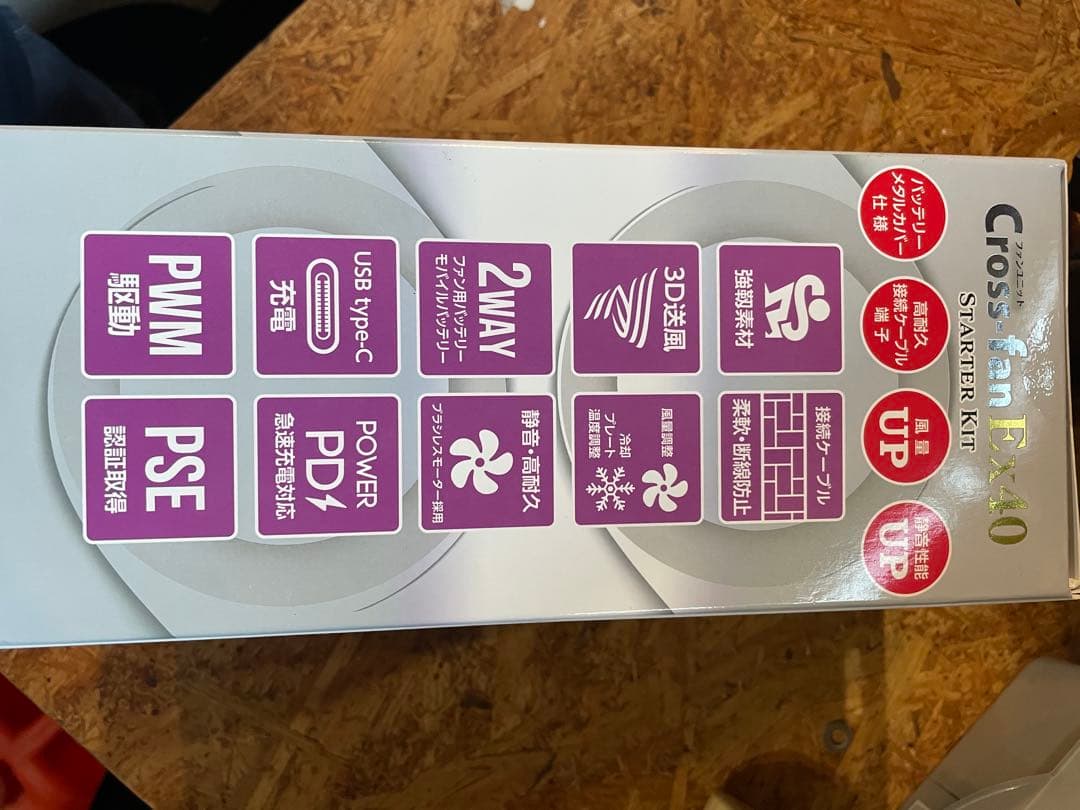 ファンユニット
Cross-fan Ex40
STARTER KIT
バッテリー
メタルカバー
仕様
高耐久
接続ケーブル
端子
風量
UP
静音性能
UP
強靱素材
接続ケーブル
柔軟・断線防止
3D送風
風量調整
冷却
プレート
温度調整
2WAY
ファン用バッテリー
モバイルバッテリー
静音・高耐久
ブラシレスモーター採用
USB type-C
充電
POWER
PD
急速充電対応
PWM
駆動
PSE
認証取得